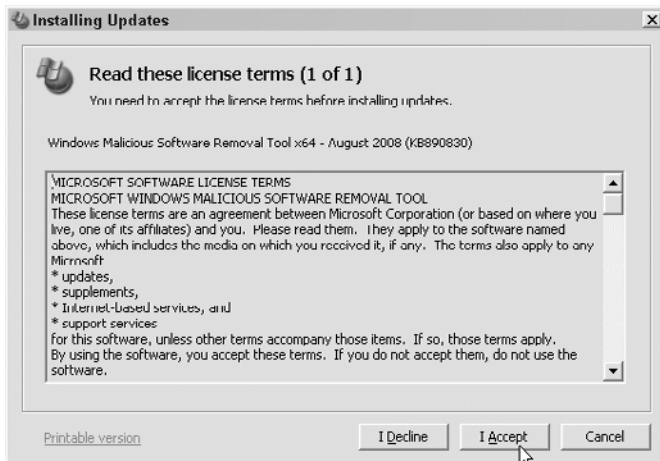 Installing Updates
Read these license terms (1 of 1)
You need to accept the license terms before installing updates.
Windows Malicious Software Removal Tool x64 - August 2008 (KB890830)
MICROSOFT SOFTWARE LICENSE TERMS
MICROSOFT WINDOWS MALICIOUS SOFTWARE REMOVAL TOOL
These license terms are an agreement between Microsoft Corporation (or based on where you
live, one of its affiliates) and you. Please read them. They apply to the software named
above, which includes the media on which you received it, if any. The terms also apply to any
Microsoft
* updates,
* supplements,
* Internet-based services, and
* support services
for this software, unless other terms accompany those items. If so, those terms apply.
By using the software, you accept these terms. If you do not accept them, do not use the
software.
Printable version
I Decline
I Accept
Cancel